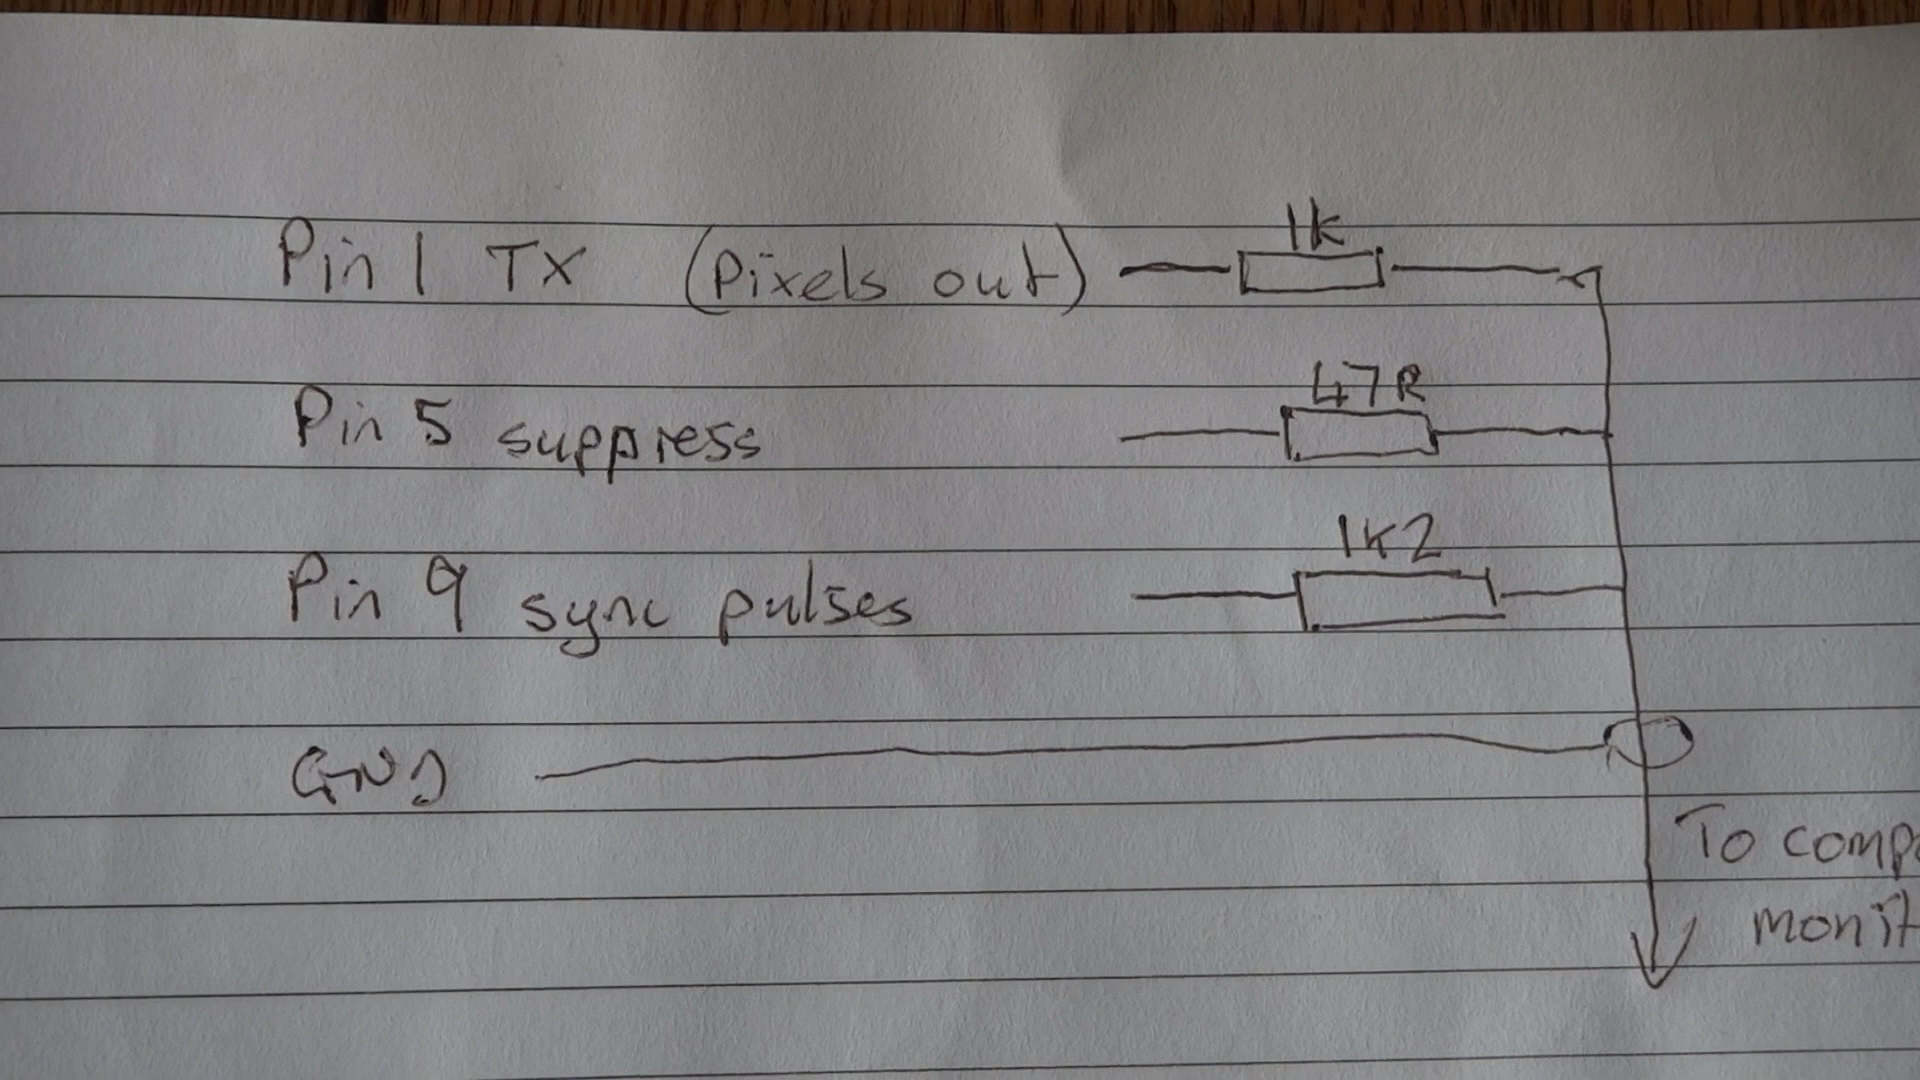 1k
Pin 1 TX (Pixels out)
47R
Pin 5 suppress
1K2
Pin 9 sync pulses
GND
To comp
monit